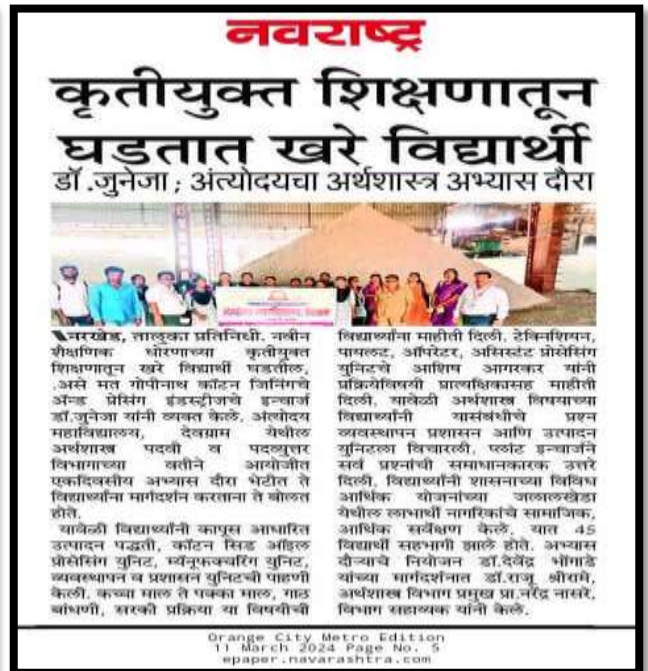 नवराष्ट्र
कृतीयुक्त शिक्षणातून
घडतात खरे विद्यार्थी
डॉ.जुनेजा ; अंत्योदयचा अर्थशास्त्र अभ्यास दौरा
नरखेड, तालुका प्रतिनिधी. नवीन
शैक्षणिक धोरणाच्या कृतीयुक्त
शिक्षणातून खरे विद्यार्थी घडतील,
.असे मत गोपीनाथ कॉटन जिनिंगचे
ॲन्ड प्रेसिंग इंडस्ट्रीजचे इन्चार्ज
डॉ.जुनेजा यांनी व्यक्त केले. अंत्योदय
महाविद्यालय, देवग्राम येथील
अर्थशास्त्र पदवी व पदव्युत्तर
विभागाच्या वतीने आयोजीत
एकदिवसीय अभ्यास दौरा भेटीत ते
विद्यार्थ्यांना मार्गदर्शन करताना ते बोलत
होते.
यावेळी विद्यार्थ्यांनी कापूस आधारित
उत्पादन पद्धती, कॉटन सिड ऑइल
प्रोसेसिंग युनिट, मॅनूफक्चरिंग युनिट,
व्यवस्थापन व प्रशासन युनिटची पाहणी
केली. कच्चा माल ते पक्का माल, गाठ
बांधणी, सरकी प्रक्रिया या विषयीची
विद्यार्थ्यांना माहीती दिली. टेक्निशियन,
पायलट, ऑपरेटर, असिस्टंट प्रोसेसिंग
युनिटचे आशिष आगरकर यांनी
प्रक्रियेविषयी प्रात्यक्षिकासह माहीती
दिली. यावेळी अर्थशास्त्र विषयाच्या
विद्यार्थ्यांनी यासंबंधीचे प्रश्न
व्यवस्थापन प्रशासन आणि उत्पादन
युनिटला विचारली. प्लांट इन्चार्जने
सर्व प्रश्नांची समाधानकारक उत्तरे
दिली. विद्यार्थ्यांनी शासनाच्या विविध
आर्थिक योजनांच्या जलालखेडा
येथील लाभार्थी नागरिकांचे सामाजिक,
आर्थिक सर्वेक्षण केले. यात 45
विद्यार्थी सहभागी झाले होते. अभ्यास
दौऱ्याचे नियोजन डॉ.देवेंद्र भोंगाडे
यांच्या मार्गदर्शनात डॉ.राजू श्रीरामे,
अर्थशास्त्र विभाग प्रमुख प्रा.नरेंद्र नासरे,
विभाग सहाय्यक यांनी केले.
Orange City Metro Edition
11 March 2024 Page No. 5
epaper.navarashtra.com